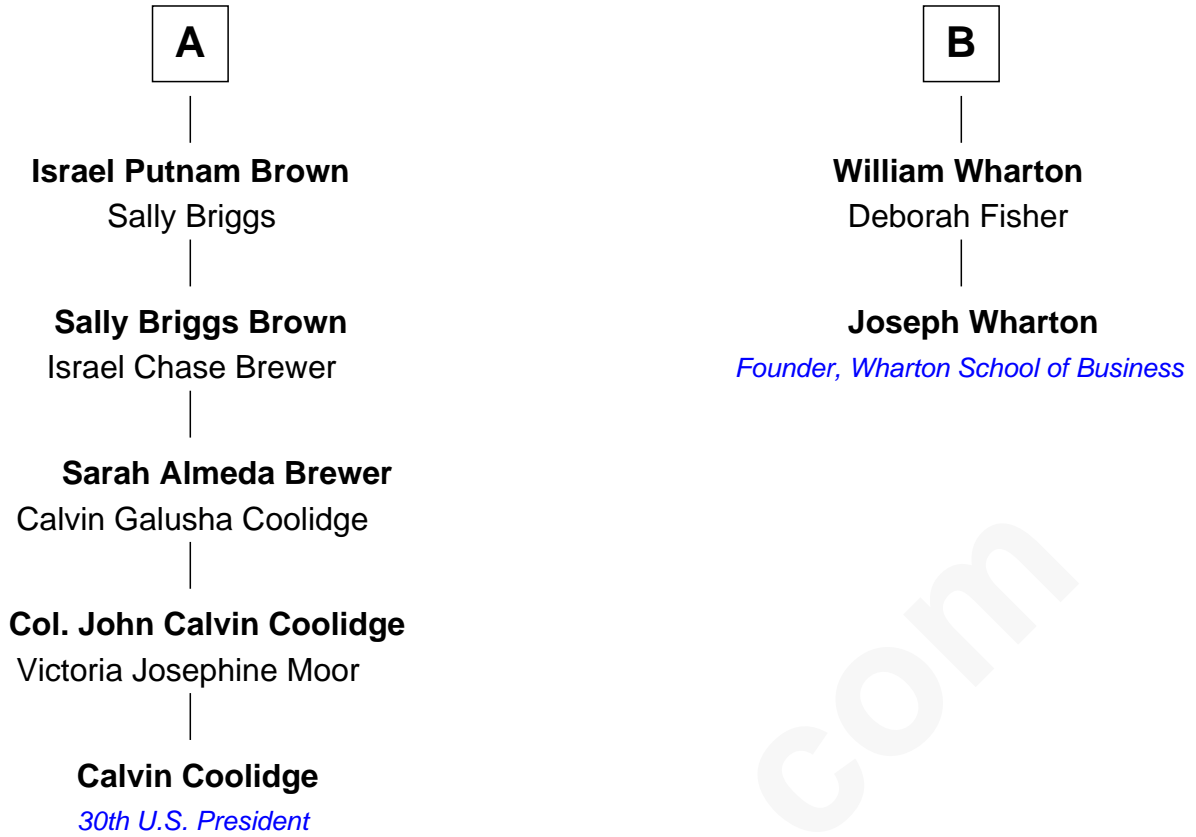 A
Israel Putnam Brown
Sally Briggs
Sally Briggs Brown
Israel Chase Brewer
Sarah Almeda Brewer
Calvin Galusha Coolidge
Col. John Calvin Coolidge
Victoria Josephine Moor
Calvin Coolidge
30th U.S. President
B
William Wharton
Deborah Fisher
Joseph Wharton
Founder, Wharton School of Business
com